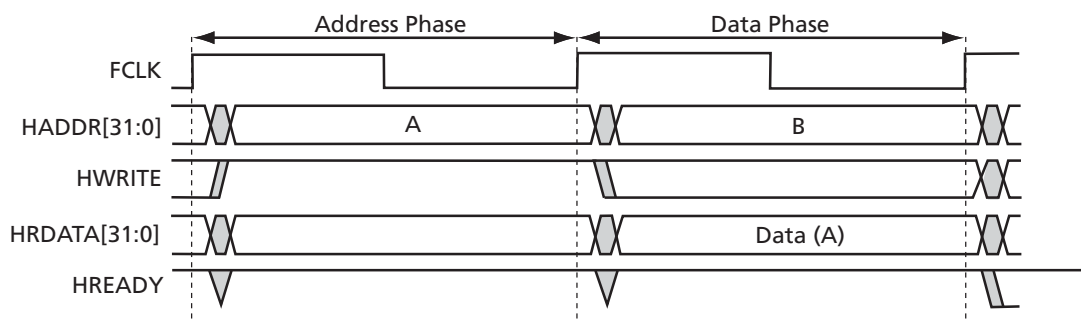 Address Phase Data Phase
FCLK
HADDR[31:0] A B
HWRITE
HRDATA[31:0] Data (A)
HREADY